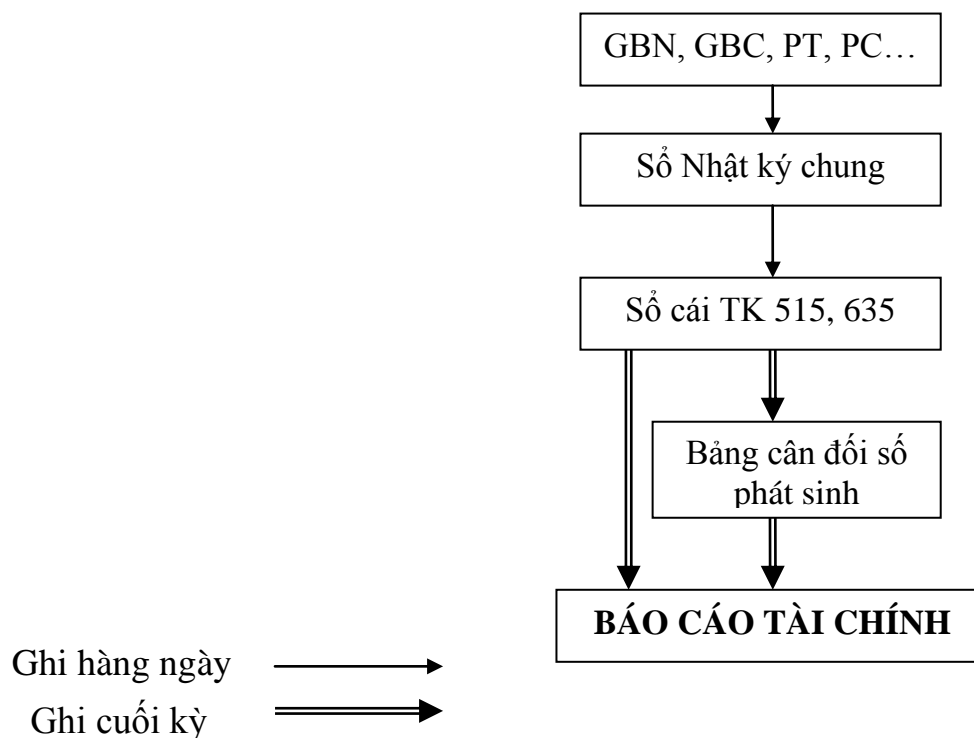 GBN, GBC, PT, PC…
Sổ Nhật ký chung
Sổ cái TK 515, 635
Bảng cân đối số
phát sinh
BÁO CÁO TÀI CHÍNH
Ghi hàng ngày
Ghi cuối kỳ